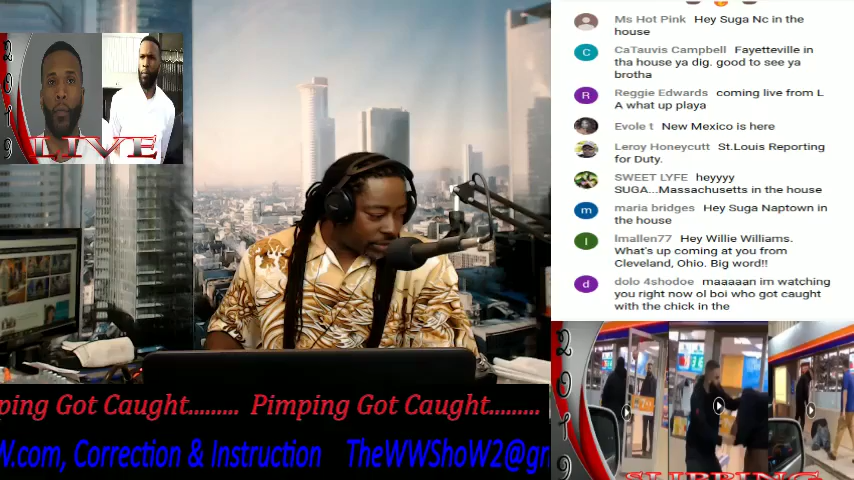 2019
LIVE
Ms Hot Pink Hey Suga Nc in the
house
C
CaTauvis Campbell Fayetteville in
tha house ya dig. good to see ya
brotha
R
Reggie Edwards coming live from L
A what up playa
Evole t New Mexico is here
Leroy Honeycutt St.Louis Reporting
for Duty.
SWEET LYFE heyyyy
SUGA...Massachusetts in the house
m
maria bridges Hey Suga Naptown in
the house
l
lmallen77 Hey Willie Williams.
What's up coming at you from
Cleveland, Ohio. Big word!!
d
dolo 4shodoe maaaaan im watching
you right now ol boi who got caught
with the chick in the
2019
SLIPPING
ping Got Caught......... Pimping Got Caught.........
W.com, Correction & Instruction TheWWShoW2@gm